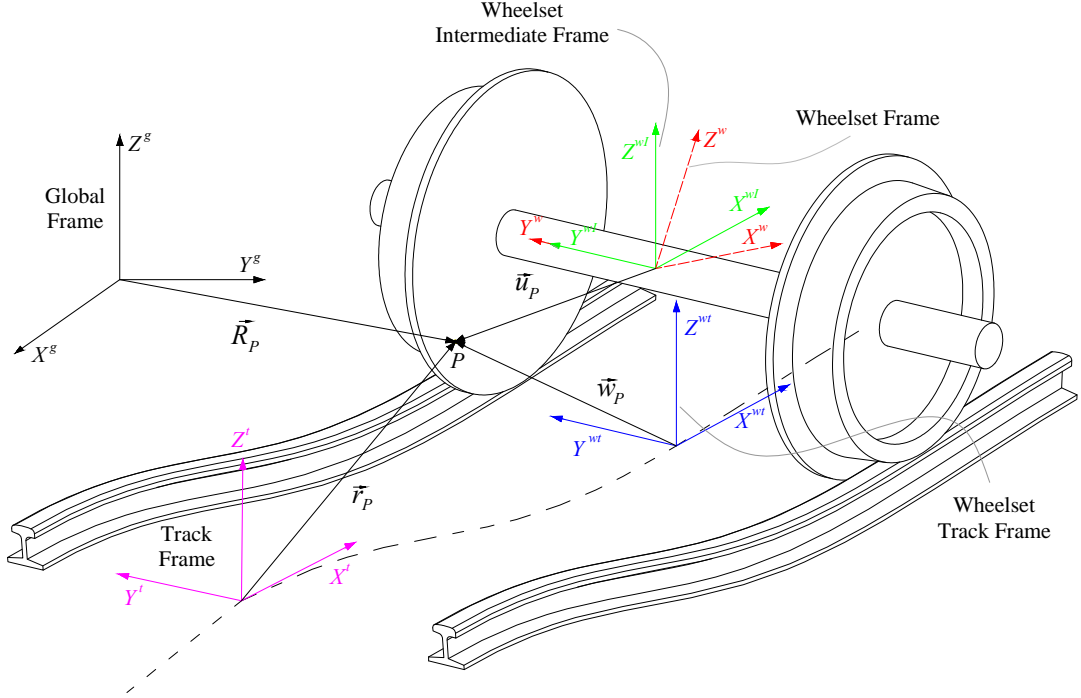 Wheelset
Intermediate Frame
Wheelset Frame
Z^g
Global
Frame
Y^g
X^g
Z^{wI}
Z^w
X^{wI}
X^w
Y^w
Y^{wI}
u_P
R_P
P
Z^{wt}
w_P
X^{wt}
Y^{wt}
Z^t
r_P
Track
Frame
X^t
Y^t
Wheelset
Track Frame